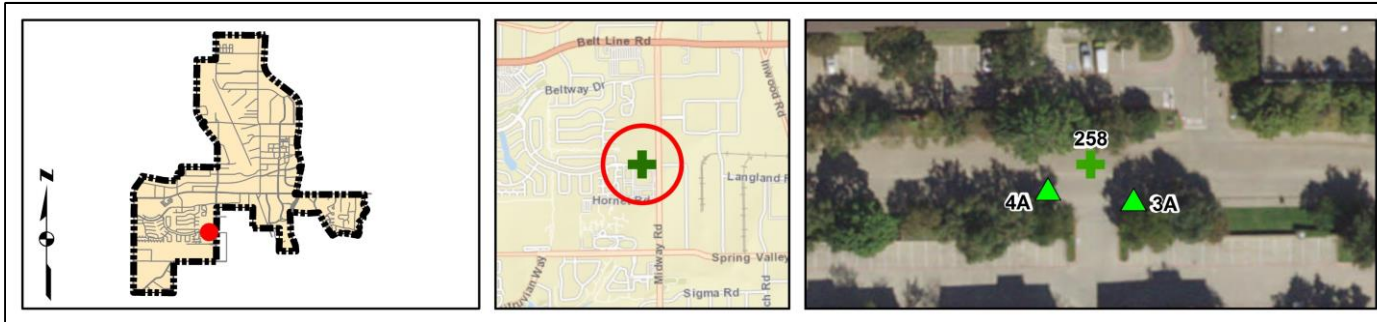 N
Belt Line Rd
Inwood Rd
Beltway Dr
Langland
Horner Rd
Midway Rd
Spring Valley
Sigma Rd
258
4A
3A